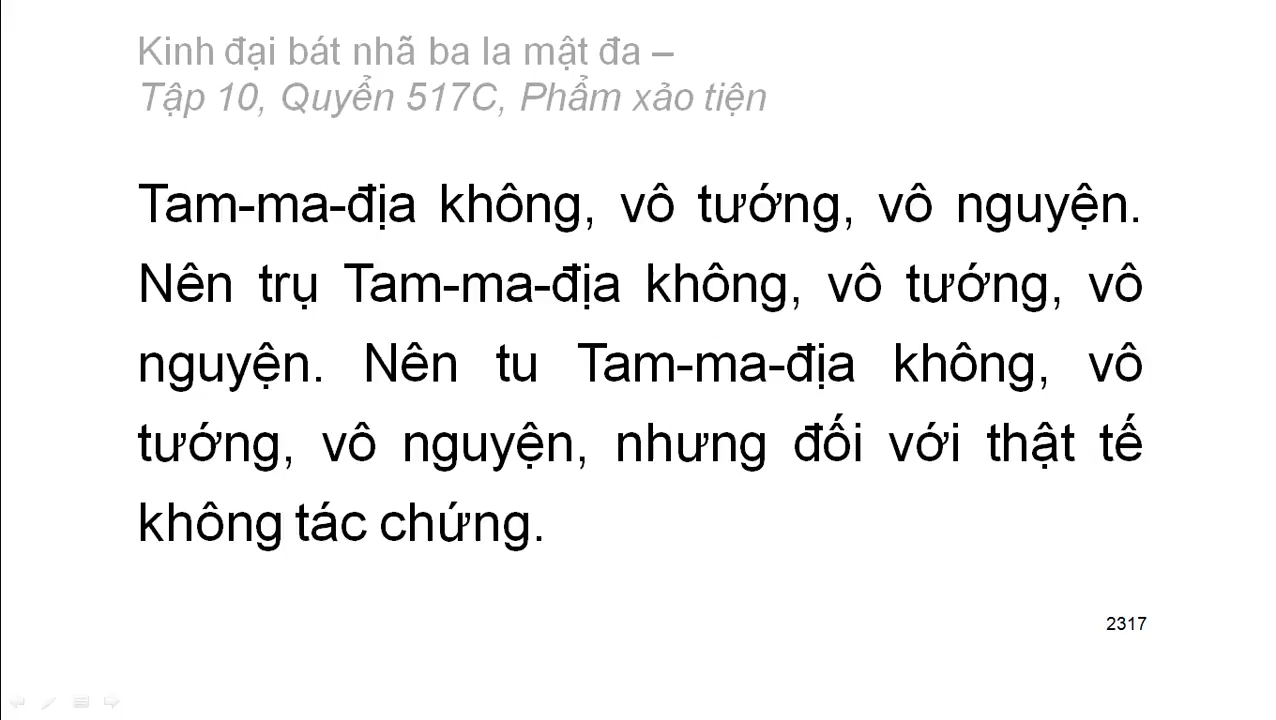 Kinh đại bát nhã ba la mật đa –
Tập 10, Quyển 517C, Phẩm xảo tiện
Tam-ma-địa không, vô tướng, vô nguyện.
Nên trụ Tam-ma-địa không, vô tướng, vô
nguyện. Nên tu Tam-ma-địa không, vô
tướng, vô nguyện, nhưng đối với thật tế
không tác chứng.
2317